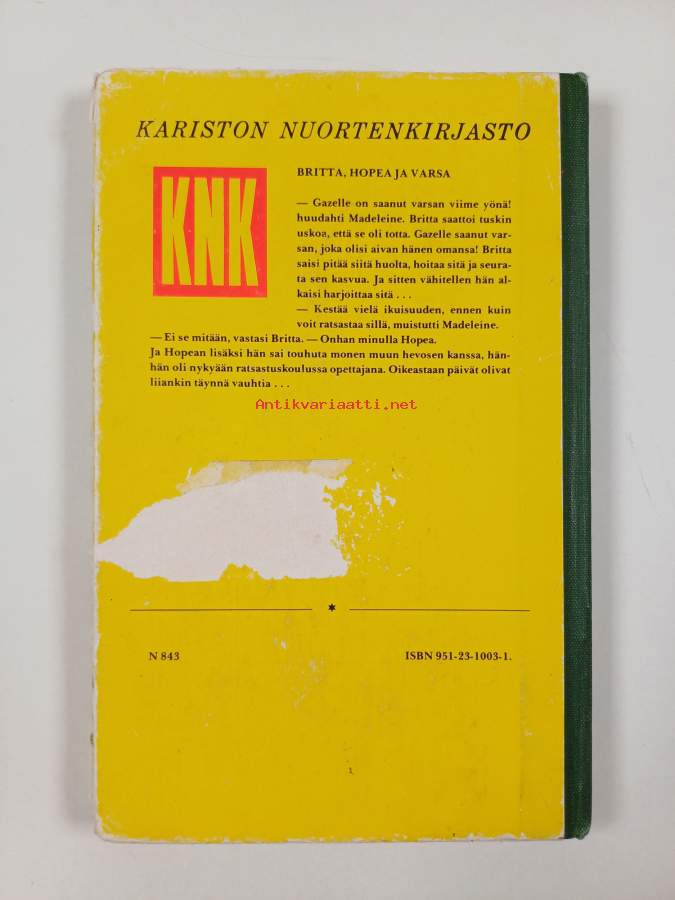 KARISTON NUORTENKIRJASTO
KNK
BRITTA, HOPEA JA VARSA
— Gazelle on saanut varsan viime yönä!
huudahti Madeleine. Britta saattoi tuskin
uskoa, että se oli totta. Gazelle saanut var-
san, joka olisi aivan hänen omansa! Britta
saisi pitää siitä huolta, hoitaa sitä ja seura-
ta sen kasvua. Ja sitten vähitellen hän al-
kaisi harjoittaa sitä . . .
— Kestää vielä ikuisuuden, ennen kuin
voit ratsastaa sillä, muistutti Madeleine.
— Ei se mitään, vastasi Britta. — Onhan minulla Hopea.
Ja Hopean lisäksi hän sai touhuta monen muun hevosen kanssa, hän-
hän oli nykyään ratsastuskoulussa opettajana. Oikeastaan päivät olivat
liiankin täynnä vauhtia . . .
Antikvariaatti.net
N 843
ISBN 951-23-1003-1.